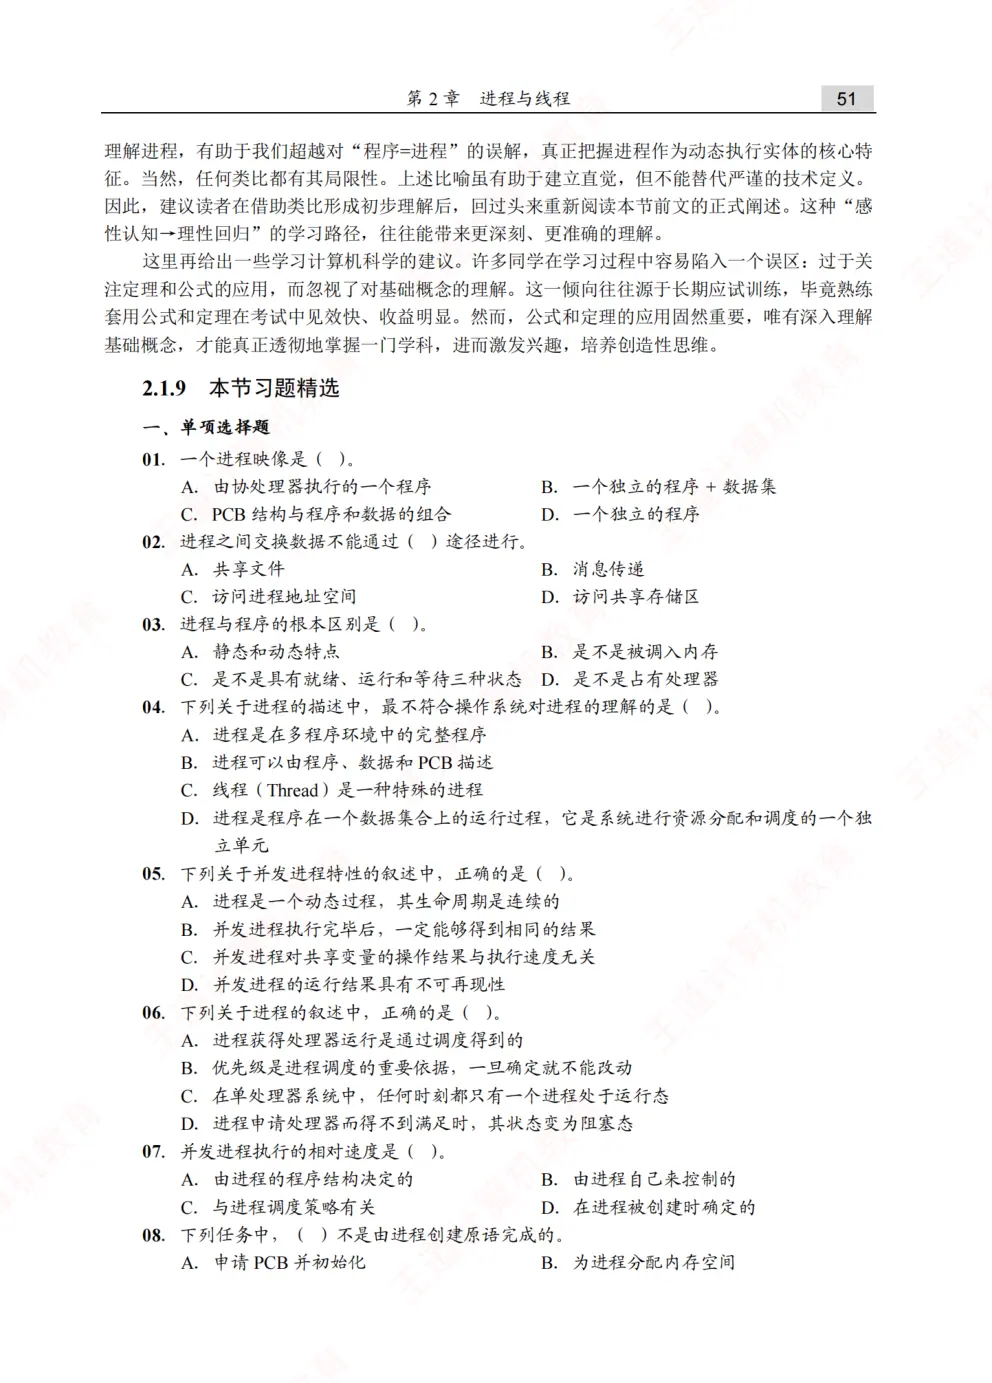 第 2 章 进程与线程 51
理解进程，有助于我们超越对“程序=进程”的误解，真正把握进程作为动态执行实体的核心特
征。当然，任何类比都有其局限性。上述比喻虽有助于建立直觉，但不能替代严谨的技术定义。
因此，建议读者在借助类比形成初步理解后，回过头来重新阅读本节前文的正式阐述。这种“感
性认知→理性回归”的学习路径，往往能带来更深刻、更准确的理解。
这里再给出一些学习计算机科学的建议。许多同学在学习过程中容易陷入一个误区：过于关
注定理和公式的应用，而忽视了对基础概念的理解。这一倾向往往源于长期应试训练，毕竟熟练
套用公式和定理在考试中见效快、收益明显。然而，公式和定理的应用固然重要，唯有深入理解
基础概念，才能真正透彻地掌握一门学科，进而激发兴趣，培养创造性思维。
2.1.9 本节习题精选
一、单项选择题
01. 一个进程映像是（ ）。
A. 由协处理器执行的一个程序 B. 一个独立的程序 + 数据集
C. PCB 结构与程序和数据的组合 D. 一个独立的程序
02. 进程之间交换数据不能通过（ ）途径进行。
A. 共享文件 B. 消息传递
C. 访问进程地址空间 D. 访问共享存储区
03. 进程与程序的根本区别是（ ）。
A. 静态和动态特点 B. 是不是被调入内存
C. 是不是具有就绪、运行和等待三种状态 D. 是不是占有处理器
04. 下列关于进程的描述中，最不符合操作系统对进程的理解的是（ ）。
A. 进程是在多程序环境中的完整程序
B. 进程可以由程序、数据和 PCB 描述
C. 线程（Thread）是一种特殊的进程
D. 进程是程序在一个数据集合上的运行过程，它是系统进行资源分配和调度的一个独
立单元
05. 下列关于并发进程特性的叙述中，正确的是（ ）。
A. 进程是一个动态过程，其生命周期是连续的
B. 并发进程执行完毕后，一定能够得到相同的结果
C. 并发进程对共享变量的操作结果与执行速度无关
D. 并发进程的运行结果具有不可再现性
06. 下列关于进程的叙述中，正确的是（ ）。
A. 进程获得处理器运行是通过调度得到的
B. 优先级是进程调度的重要依据，一旦确定就不能改动
C. 在单处理器系统中，任何时刻都只有一个进程处于运行态
D. 进程申请处理器而得不到满足时，其状态变为阻塞态
07. 并发进程执行的相对速度是（ ）。
A. 由进程的程序结构决定的 B. 由进程自己来控制的
C. 与进程调度策略有关 D. 在进程被创建时确定的
08. 下列任务中，（ ）不是由进程创建原语完成的。
A. 申请 PCB 并初始化 B. 为进程分配内存空间